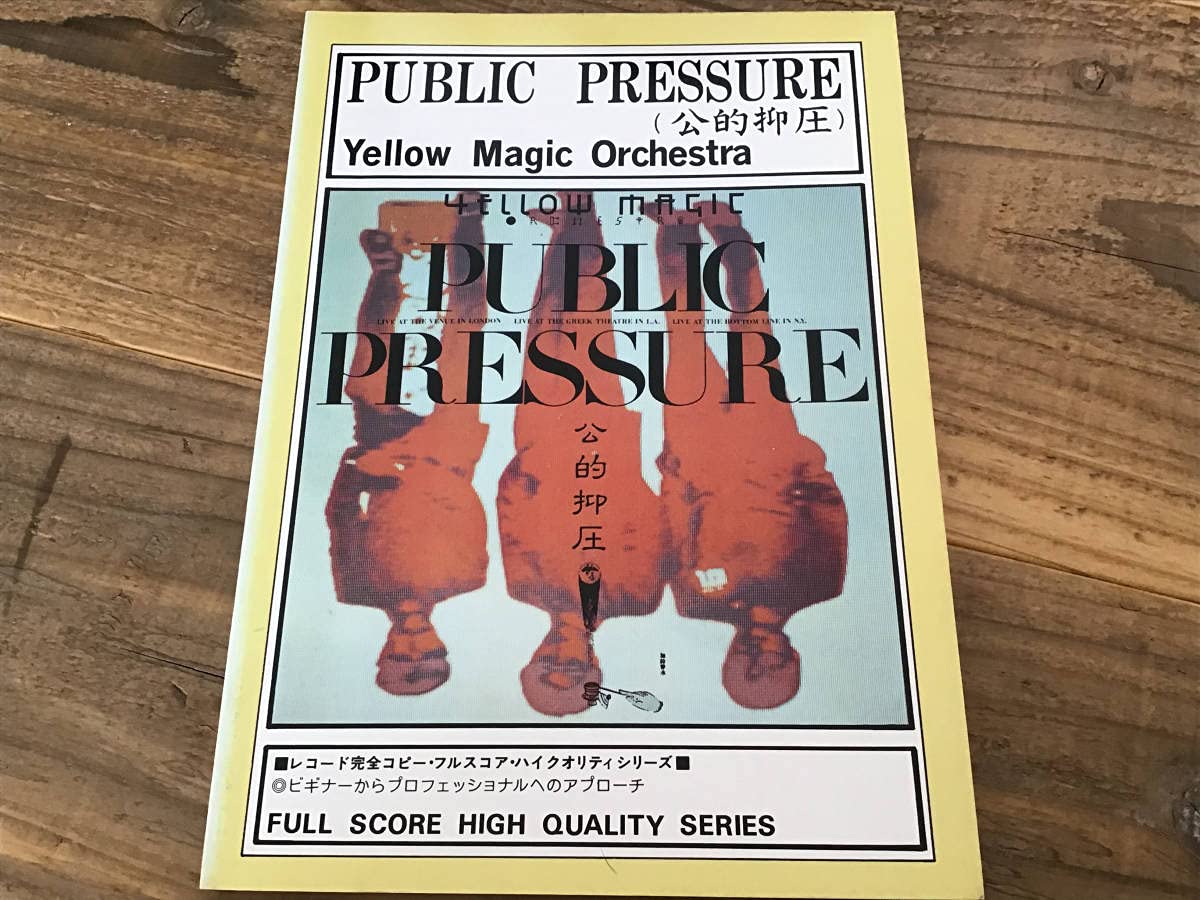 PUBLIC PRESSURE
(公的抑圧)
Yellow Magic Orchestra
YELLOW MAGIC
ORCHESTRA
PUBLIC
LIVE AT THE VENUE IN LONDON LIVE AT THE GREEK THEATRE IN L.A. LIVE AT THE BOTTOM LINE IN N.Y.
PRESSURE
公的抑圧
■レコード完全コピー・フルスコア・ハイクオリティシリーズ■
◎ビギナーからプロフェッショナルへのアプローチ
FULL SCORE HIGH QUALITY SERIES